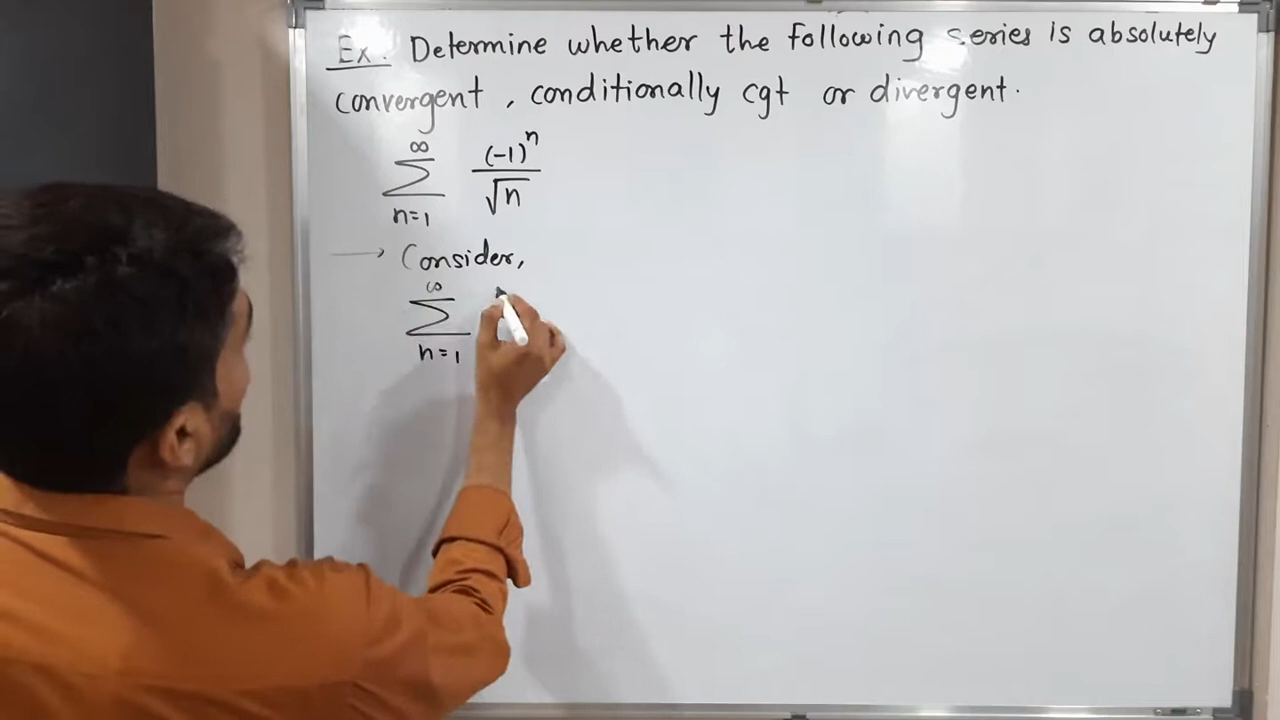 Ex. Determine whether the following series is absolutely
convergent, conditionally cgt or divergent.
∞
∑ (-1)^n / √n
n=1
→ Consider,
∞
∑
n=1